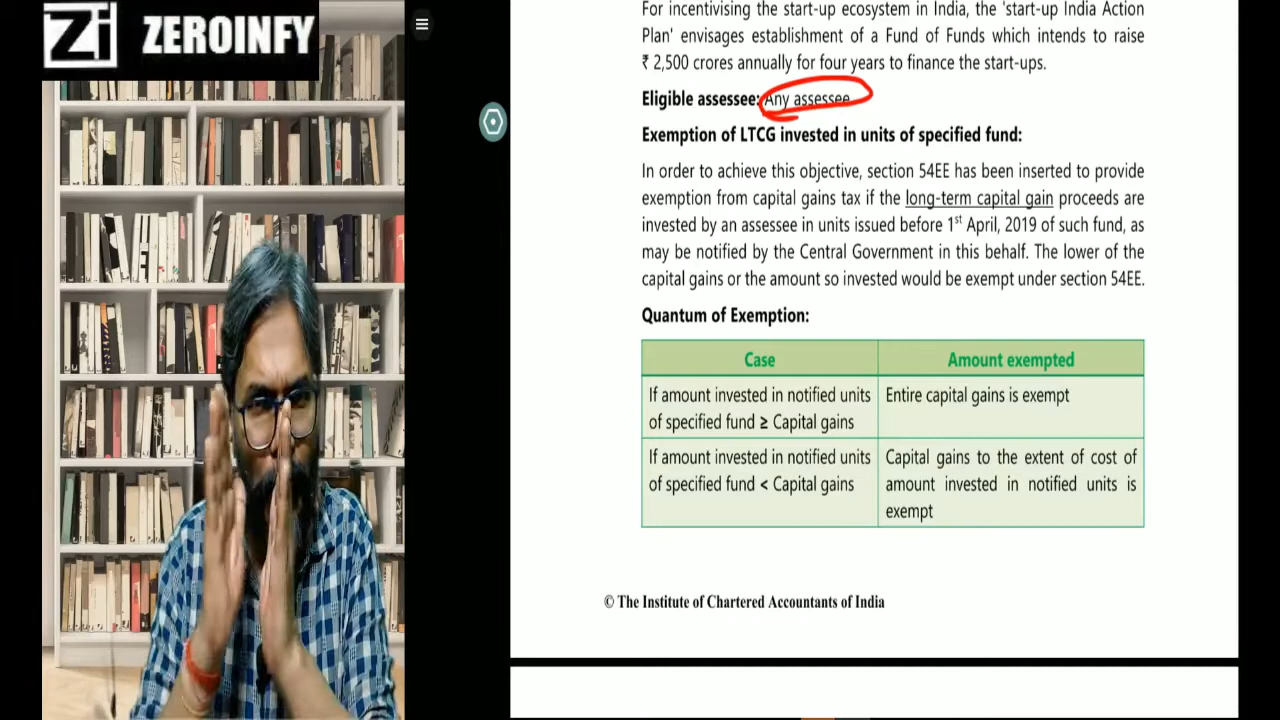 Zi ZEROINFY
For incentivising the start-up ecosystem in India, the 'start-up India Action
Plan' envisages establishment of a Fund of Funds which intends to raise
₹ 2,500 crores annually for four years to finance the start-ups.
Eligible assessee: Any assessee
Exemption of LTCG invested in units of specified fund:
In order to achieve this objective, section 54EE has been inserted to provide
exemption from capital gains tax if the long-term capital gain proceeds are
invested by an assessee in units issued before 1st April, 2019 of such fund, as
may be notified by the Central Government in this behalf. The lower of the
capital gains or the amount so invested would be exempt under section 54EE.
Quantum of Exemption:
Case Amount exempted
If amount invested in notified units
of specified fund ≥ Capital gains
Entire capital gains is exempt
If amount invested in notified units
of specified fund < Capital gains
Capital gains to the extent of cost of
amount invested in notified units is
exempt
© The Institute of Chartered Accountants of India